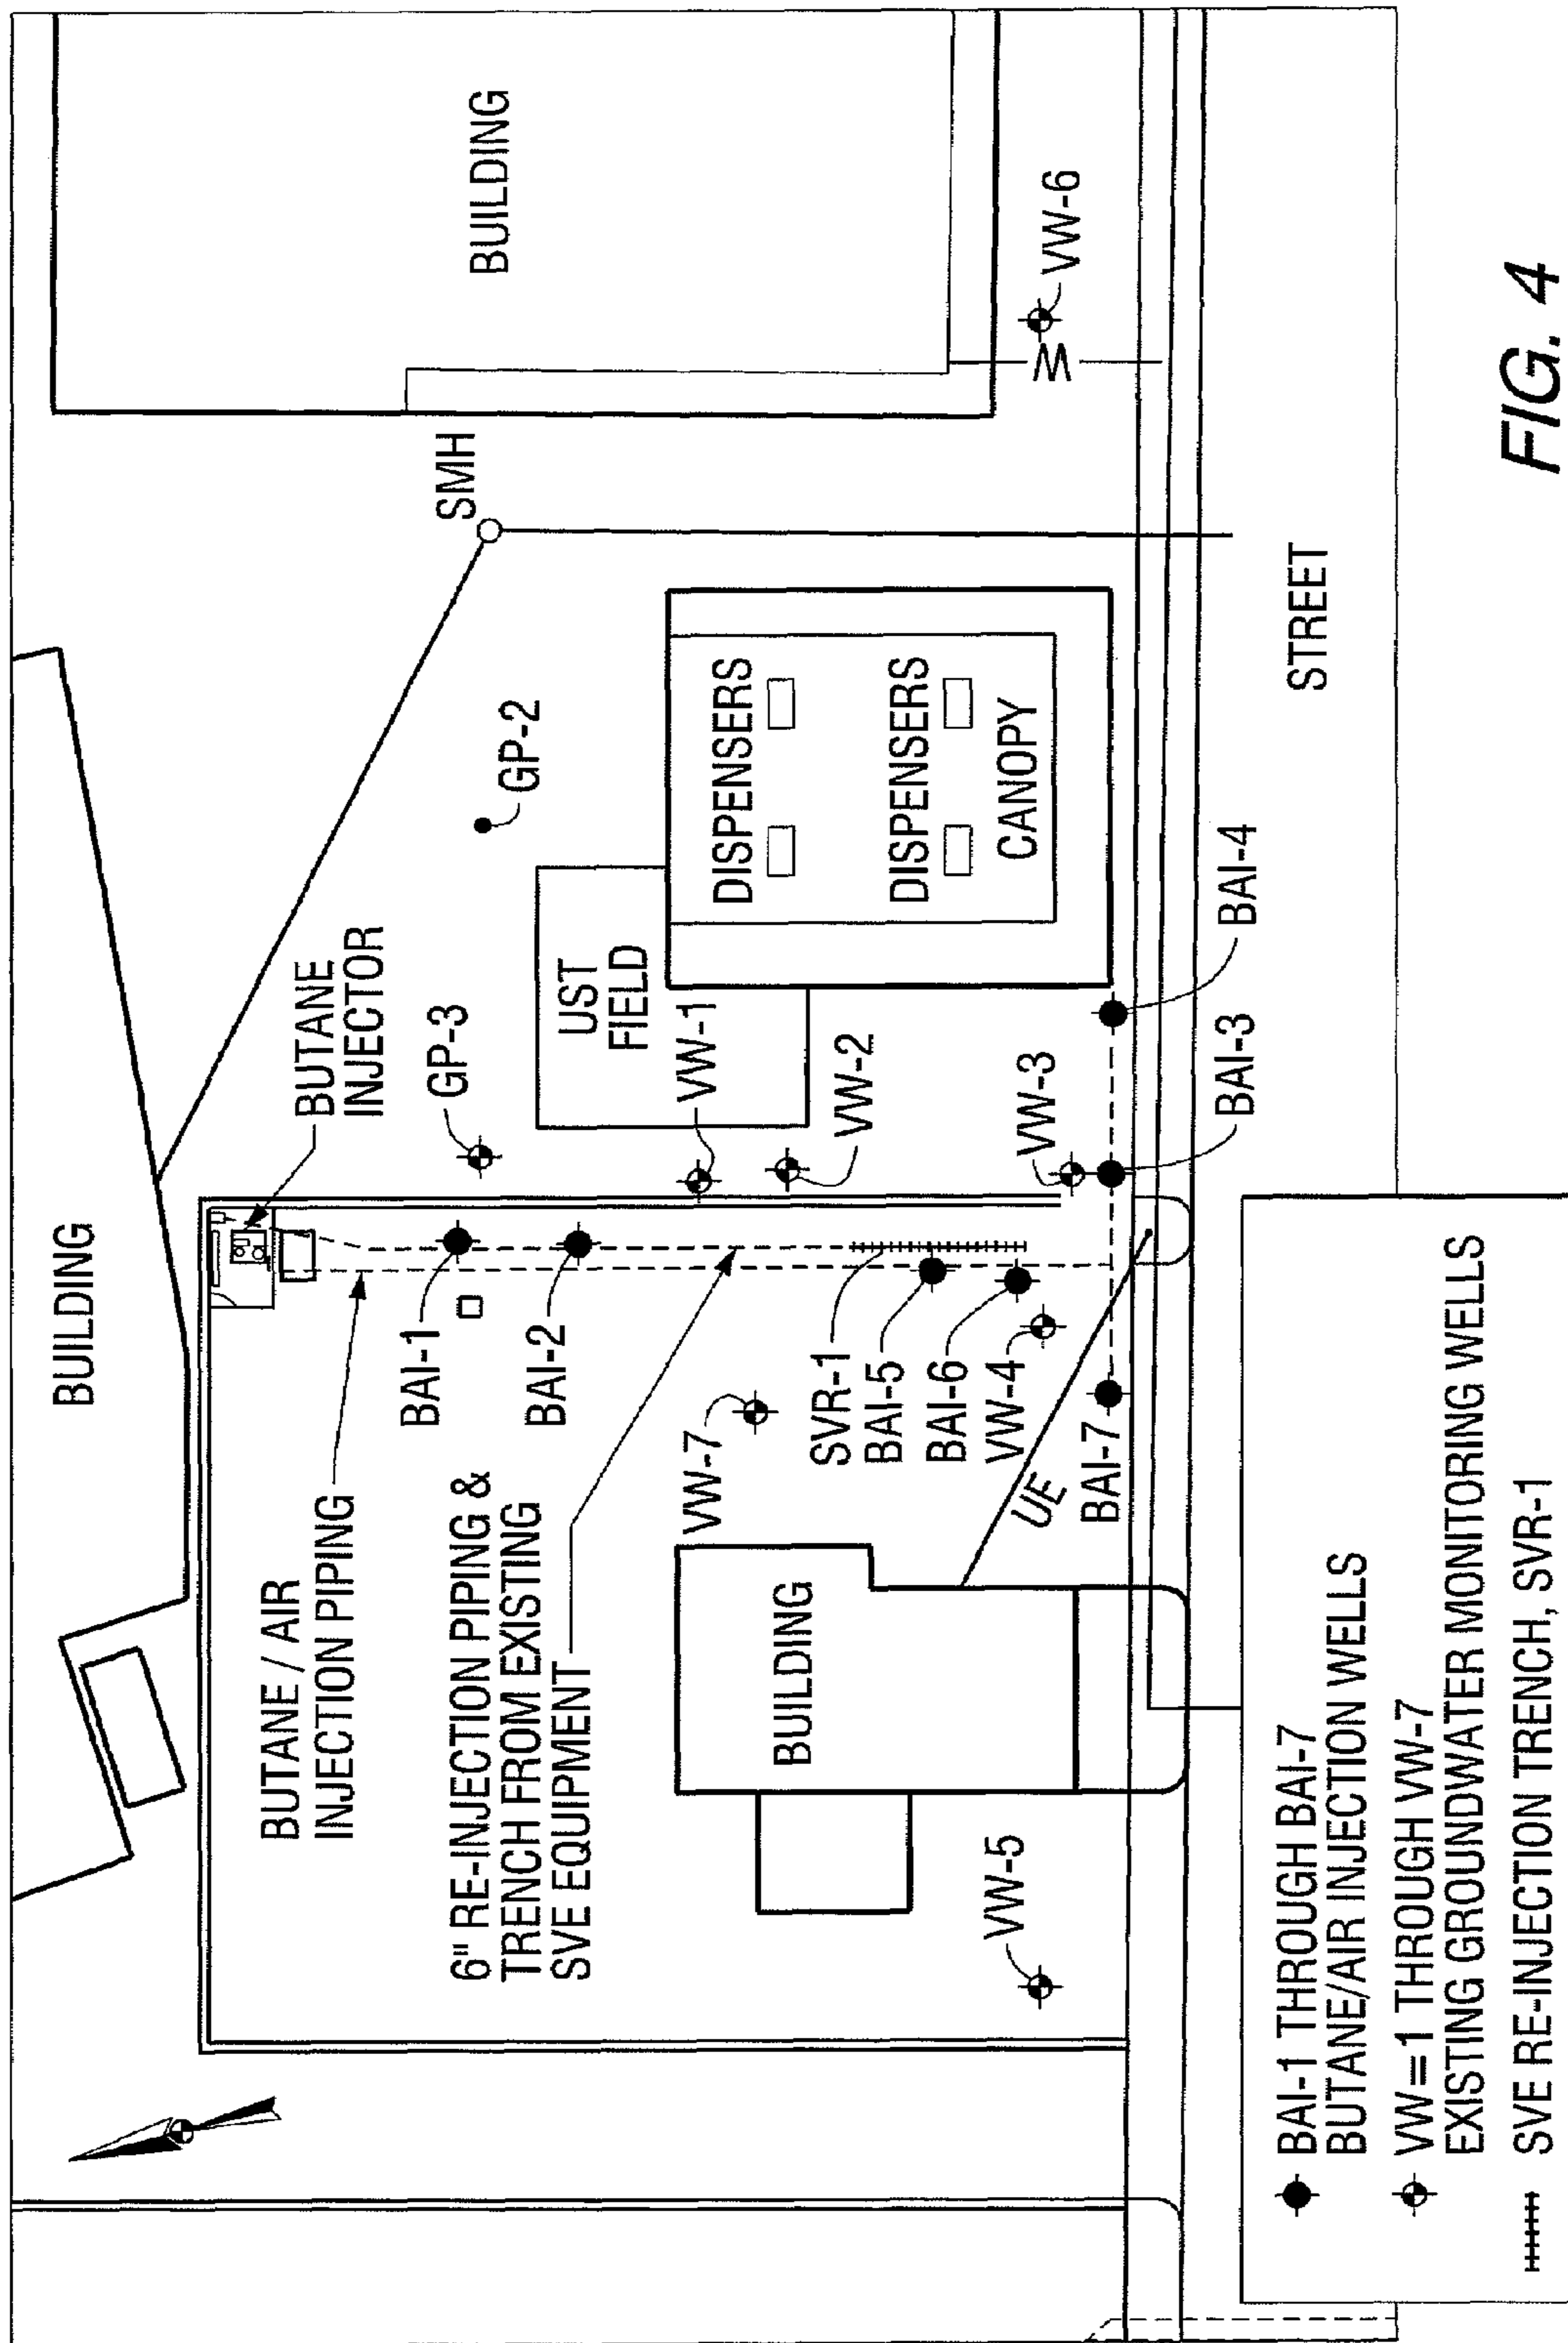 BUILDING
BUILDING
SMH
BUTANE
INJECTOR
GP-3
GP-2
BUTANE / AIR
INJECTION PIPING
BAI-1
6" RE-INJECTION PIPING &
TRENCH FROM EXISTING
SVE EQUIPMENT
BAI-2
UST
FIELD
VW-1
VW-7
DISPENSERS
BUILDING
SVR-1
BAI-5
VW-2
DISPENSERS
BAI-6
VW-4
CANOPY
VW-5
UE
VW-3
W
VW-6
BAI-7
BAI-3
BAI-4
STREET
BAI-1 THROUGH BAI-7
BUTANE/AIR INJECTION WELLS
VW=1 THROUGH VW-7
EXISTING GROUNDWATER MONITORING WELLS
SVE RE-INJECTION TRENCH, SVR-1
FIG. 4